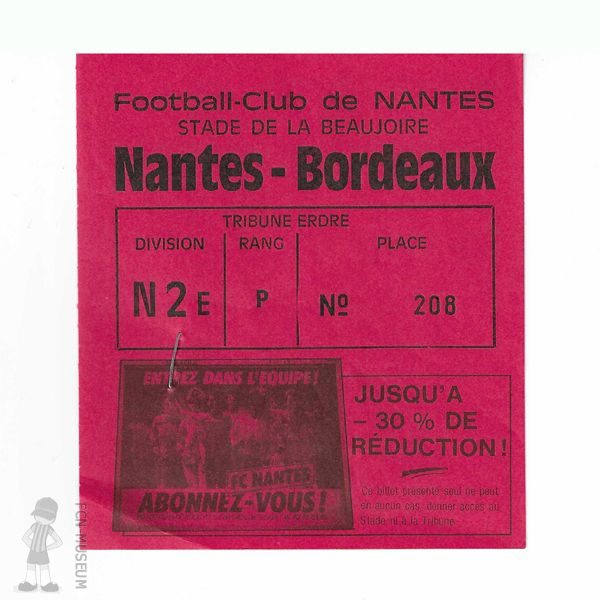 Football-Club de NANTES
STADE DE LA BEAUJOIRE
Nantes - Bordeaux
TRIBUNE ERDRE
DIVISION RANG PLACE
N2E P Nº 208
ENTREZ DANS L'EQUIPE!
FC NANTES
ABONNEZ-VOUS!
JUSQU'A
- 30 % DE
RÉDUCTION!
Ce billet présenté seul ne peut
en aucun cas, donner accès au
Stade, ni à la Tribune.
FCN-MUSEUM